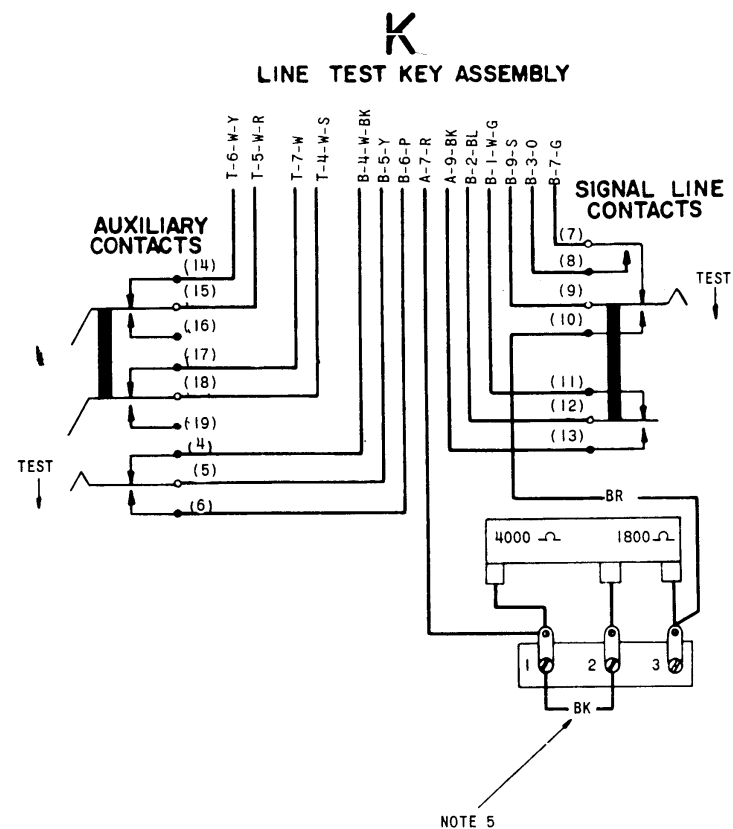 K
LINE TEST KEY ASSEMBLY
T-6-W-Y
T-5-W-R
T-7-W
T-4-W-S
B-4-W-BK
B-5-Y
B-6-P
A-7-R
A-9-BK
B-2-BL
B-1-W-G
B-9-S
B-3-O
B-7-G
AUXILIARY
CONTACTS
SIGNAL LINE
CONTACTS
(14)
(15)
(16)
(17)
(18)
(19)
(4)
(5)
(6)
TEST
(7)
(8)
(9)
(10)
(11)
(12)
(13)
TEST
BR
4000 Ω 1800 Ω
1 2 3
BK
NOTE 5